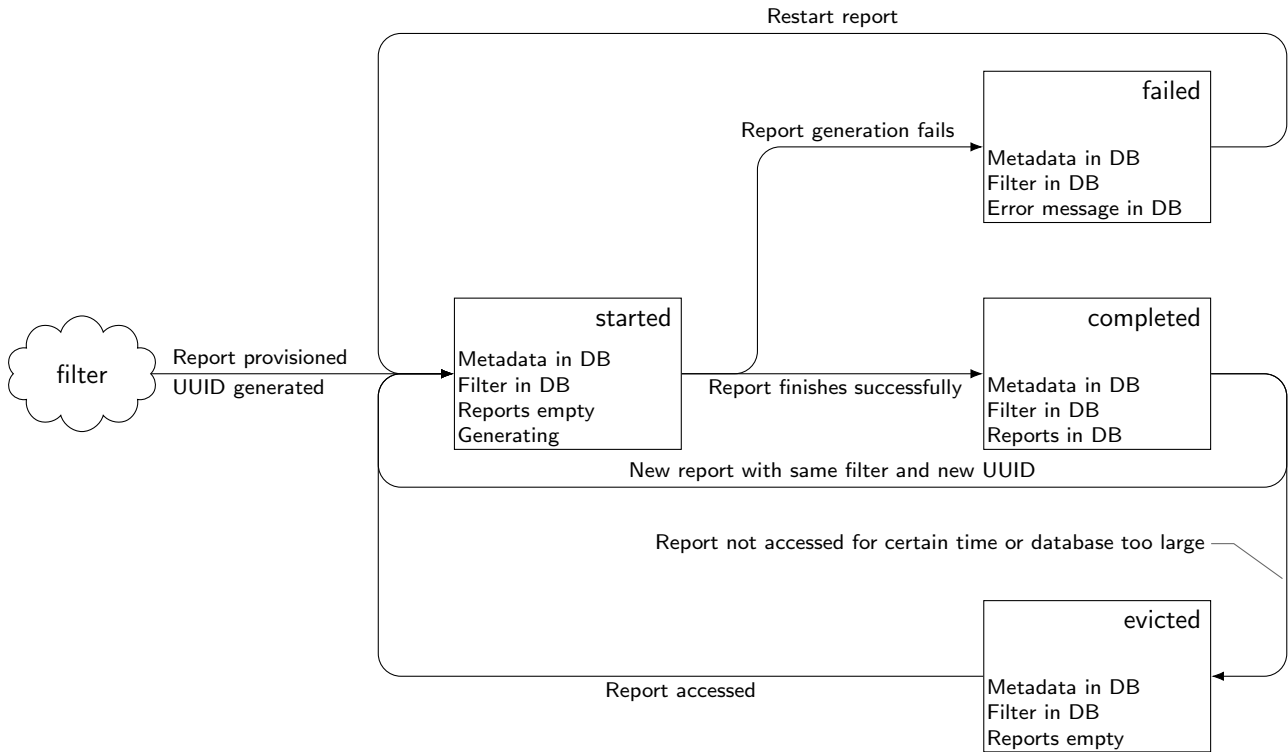 Restart report
failed
Report generation fails
Metadata in DB
Filter in DB
Error message in DB
started
completed
filter
Report provisioned
UUID generated
Metadata in DB
Filter in DB
Reports empty
Generating
Report finishes successfully
Metadata in DB
Filter in DB
Reports in DB
New report with same filter and new UUID
Report not accessed for certain time or database too large
evicted
Report accessed
Metadata in DB
Filter in DB
Reports empty